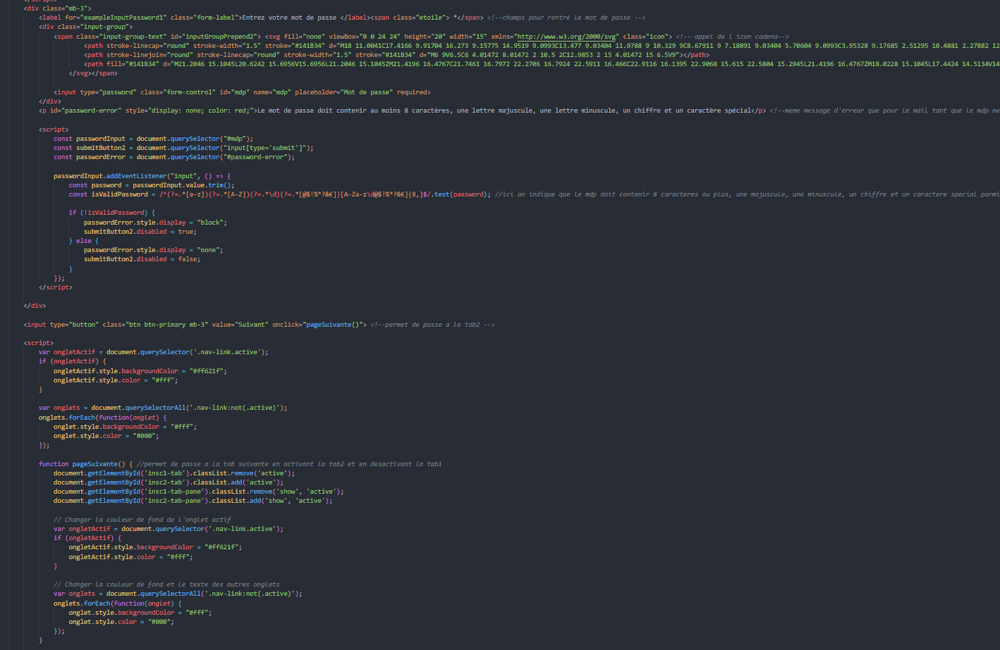 </script>
<div class="mb-3">
<label for="exampleInputPassword1" class="form-label">Entrez votre mot de passe </label><span class="etoile"> *</span> <!--champs pour rentré le mot de passe -->
<div class="input-group">
<span class="input-group-text" id="inputGroupPrepend2"> <svg fill="none" viewBox="0 0 24 24" height="20" width="15" xmlns="http://www.w3.org/2000/svg" class="icon"> <!-- appel de l icon cadena-->
<path stroke-linecap="round" stroke-width="1.5" stroke="#141B34" d="M18 11.0041C17.4166 9.91704 16.273 9.15775 14.9519 9.0993C13.477 9.03404 11.9788 9 10.329 9C8.67911 9 7.18091 9.03404 5.70604 9.0993C3.95328 9.17685 2.51295 10.4881 2.27882 12
<path stroke-linejoin="round" stroke-linecap="round" stroke-width="1.5" stroke="#141B34" d="M6 9V6.5C6 4.01472 8.01472 2 10.5 2C12.9853 2 15 4.01472 15 6.5V9"></path>
<path fill="#141B34" d="M21.2046 15.1045L20.6242 15.6956V15.6956L21.2046 15.1045ZM21.4196 16.4767C21.7461 16.7972 22.2706 16.7924 22.5911 16.466C22.9116 16.1395 22.9068 15.615 22.5804 15.2945L21.4196 16.4767ZM18.0228 15.1045L17.4424 14.5134V14
</svg></span>
<input type="password" class="form-control" id="mdp" name="mdp" placeholder="Mot de passe" required>
</div>
<p id="password-error" style="display: none; color: red;">Le mot de passe doit contenir au moins 8 caractères, une lettre majuscule, une lettre minuscule, un chiffre et un caractère spécial</p> <!--meme message d'erreur que pour le mail tant que le mdp ne
<script>
const passwordInput = document.querySelector("#mdp");
const submitButton2 = document.querySelector("input[type='submit']");
const passwordError = document.querySelector("#password-error");
passwordInput.addEventListener("input", () => {
const password = passwordInput.value.trim();
const isValidPassword = /^(?=.*[a-z])(?=.*[A-Z])(?=.*\d)(?=.*[@$!%*?&€])[A-Za-z\d@$!%*?&€]{8,}$/.test(password); //ici on indique que le mdp doit contenir 8 caracteres ou plus, une majuscule, une minuscule, un chiffre et un caractere special parmi
if (!isValidPassword) {
passwordError.style.display = "block";
submitButton2.disabled = true;
} else {
passwordError.style.display = "none";
submitButton2.disabled = false;
}
});
</script>
</div>
<input type="button" class="btn btn-primary mb-3" value="Suivant" onclick="pageSuivante()"> <!--permet de passe a la tab2 -->
<script>
var ongletActif = document.querySelector('.nav-link.active');
if (ongletActif) {
ongletActif.style.backgroundColor = "#ff621f";
ongletActif.style.color = "#fff";
}
var onglets = document.querySelectorAll('.nav-link:not(.active)');
onglets.forEach(function(onglet) {
onglet.style.backgroundColor = "#fff";
onglet.style.color = "#000";
});
function pageSuivante() { //permet de passe a la tab suivante en activant la tab2 et en desactivant la tab1
document.getElementById('insc1-tab').classList.remove('active');
document.getElementById('insc2-tab').classList.add('active');
document.getElementById('insc1-tab-pane').classList.remove('show', 'active');
document.getElementById('insc2-tab-pane').classList.add('show', 'active');
// Changer la couleur de fond de l'onglet actif
var ongletActif = document.querySelector('.nav-link.active');
if (ongletActif) {
ongletActif.style.backgroundColor = "#ff621f";
ongletActif.style.color = "#fff";
}
// Changer la couleur de fond et le texte des autres onglets
var onglets = document.querySelectorAll('.nav-link:not(.active)');
onglets.forEach(function(onglet) {
onglet.style.backgroundColor = "#fff";
onglet.style.color = "#000";
});
}